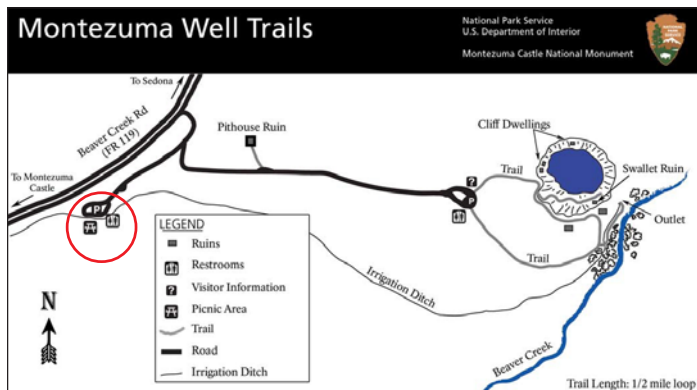 Montezuma Well Trails
National Park Service
U.S. Department of Interior
Montezuma Castle National Monument
To Sedona
Beaver Creek Rd
(FR 119)
To Montezuma
Castle
Pithouse Ruin
Cliff Dwellings
Trail
Swallet Ruin
Outlet
P
?
P
Trail
Irrigation Ditch
Beaver Creek
N
LEGEND
Ruins
Restrooms
? Visitor Information
Picnic Area
Trail
Road
Irrigation Ditch
Trail Length: 1/2 mile loop